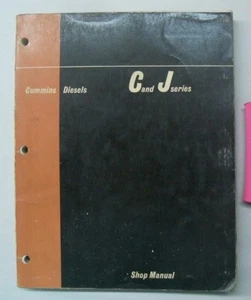 Cummins Diesels C and J series
Shop Manual